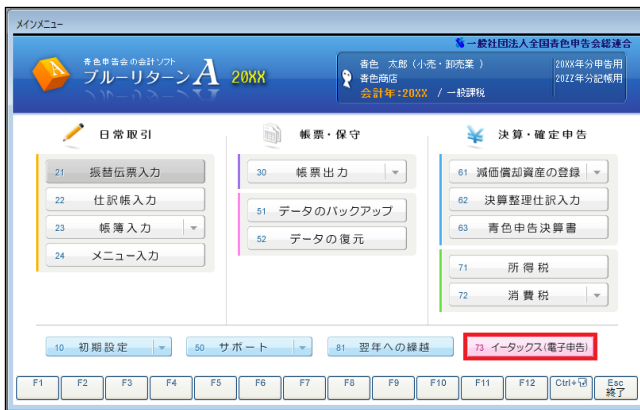 メインメニュー
一般社団法人全国青色申告会総連合
青色申告会の会計ソフト
ブルーリターンA 20XX
青色 太郎（小売・卸売業 ）
青色商店
会計年:20XX / 一般課税
20XX年分申告用
20ZZ年分記帳用
日常取引
21 振替伝票入力
22 仕訳帳入力
23 帳簿入力
24 メニュー入力
帳票・保守
30 帳票出力
51 データのバックアップ
52 データの復元
決算・確定申告
61 減価償却資産の登録
62 決算整理仕訳入力
63 青色申告決算書
71 所得税
72 消費税
10 初期設定
50 サポート
81 翌年への繰越
73 イータックス(電子申告)
F1 F2 F3 F4 F5 F6 F7 F8 F9 F10 F11 F12 Ctrl+ Esc
終了